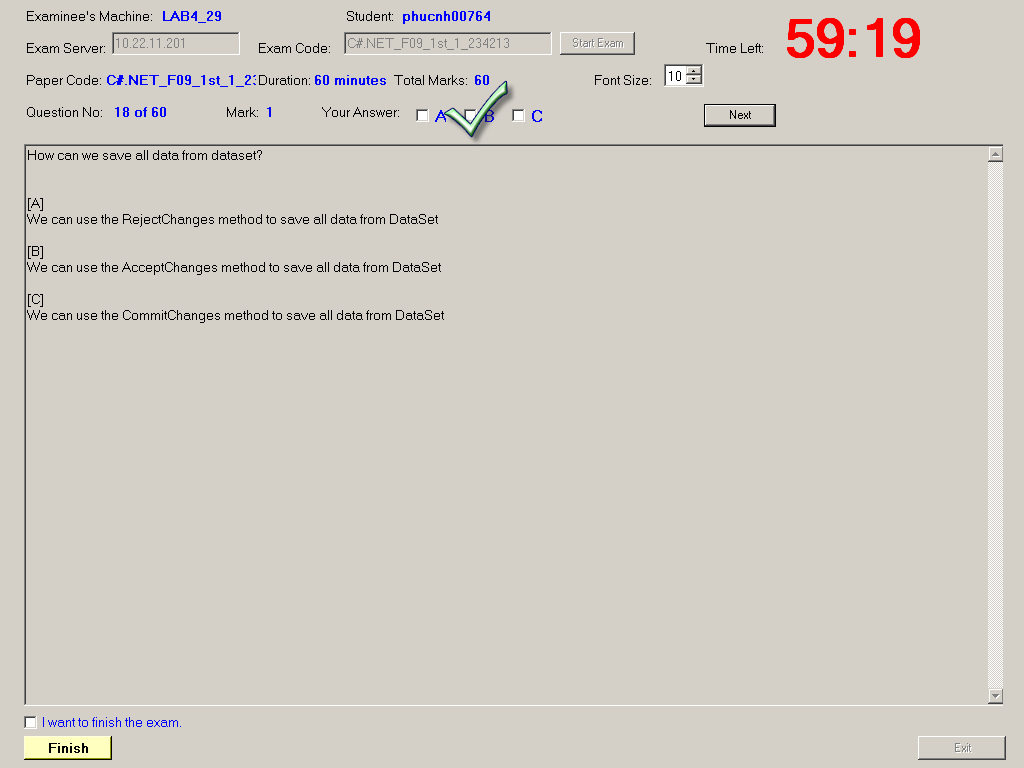 Examinee's Machine: LAB4_29 Student: phucnh00764
59:19
Exam Server: 10.22.11.201 Exam Code: C#.NET_F09_1st_1_234213 Start Exam Time Left:
Paper Code: C#.NET_F09_1st_1_23 Duration: 60 minutes Total Marks: 60 Font Size: 10
Question No: 18 of 60 Mark: 1 Your Answer: A B C Next
How can we save all data from dataset?
[A]
We can use the RejectChanges method to save all data from DataSet
[B]
We can use the AcceptChanges method to save all data from DataSet
[C]
We can use the CommitChanges method to save all data from DataSet
I want to finish the exam.
Finish Exit